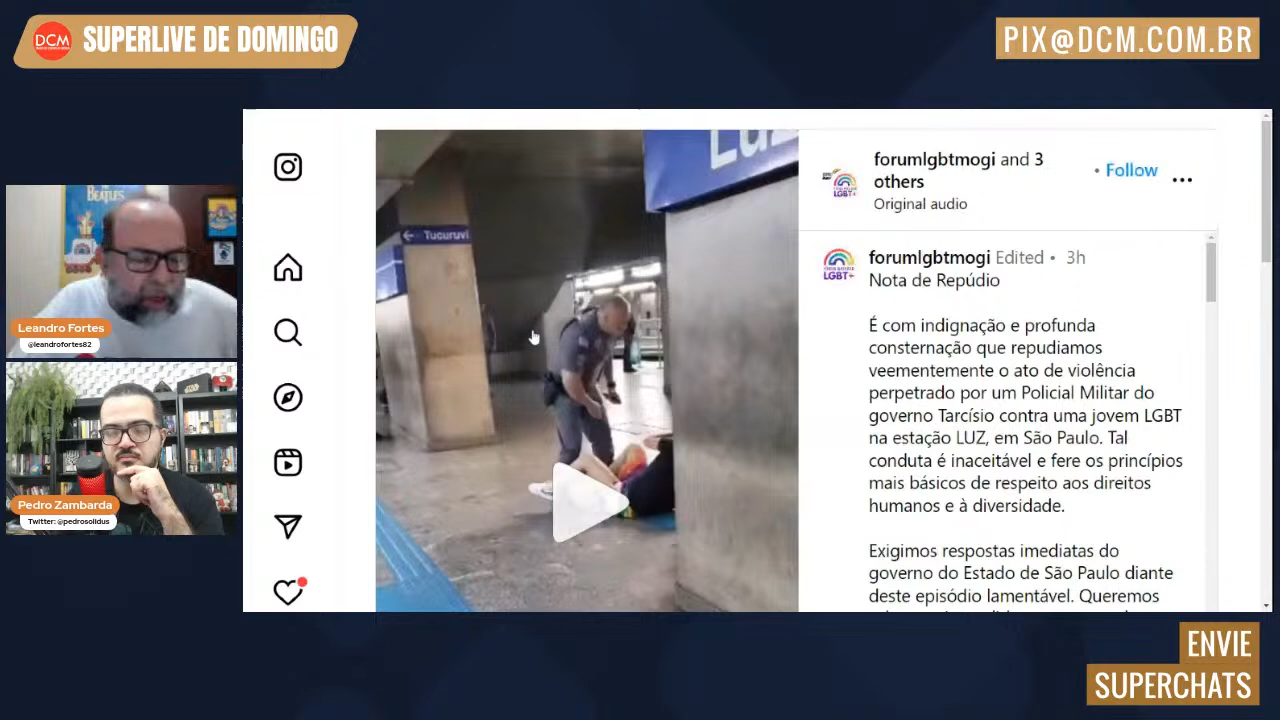 DCM
SUPERLIVE DE DOMINGO
PIX@DCM.COM.BR
BEATLES
Leandro Fortes
@leandrofortes82
Pedro Zambarda
Twitter: @pedrosolidus
Luz
← Tucuruvi
forumlgbtmogi and 3
others
• Follow
Original audio
forumlgbtmogi Edited • 3h
Nota de Repúdio
É com indignação e profunda
consternação que repudiamos
veementemente o ato de violência
perpetrado por um Policial Militar do
governo Tarcísio contra uma jovem LGBT
na estação LUZ, em São Paulo. Tal
conduta é inaceitável e fere os princípios
mais básicos de respeito aos direitos
humanos e à diversidade.
Exigimos respostas imediatas do
governo do Estado de São Paulo diante
deste episódio lamentável. Queremos
ENVIE
SUPERCHATS